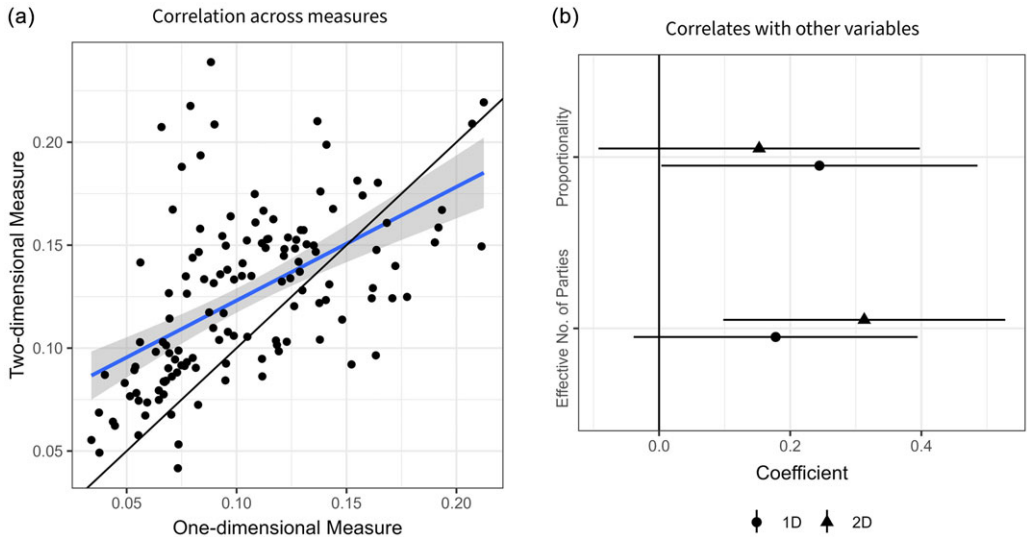 (a)
Correlation across measures
Two-dimensional Measure
0.20
0.15
0.10
0.05
0.05
0.10
0.15
0.20
One-dimensional Measure
(b)
Correlates with other variables
Proportionality
Effective No. of Parties
0.0
0.2
0.4
Coefficient
1D
2D